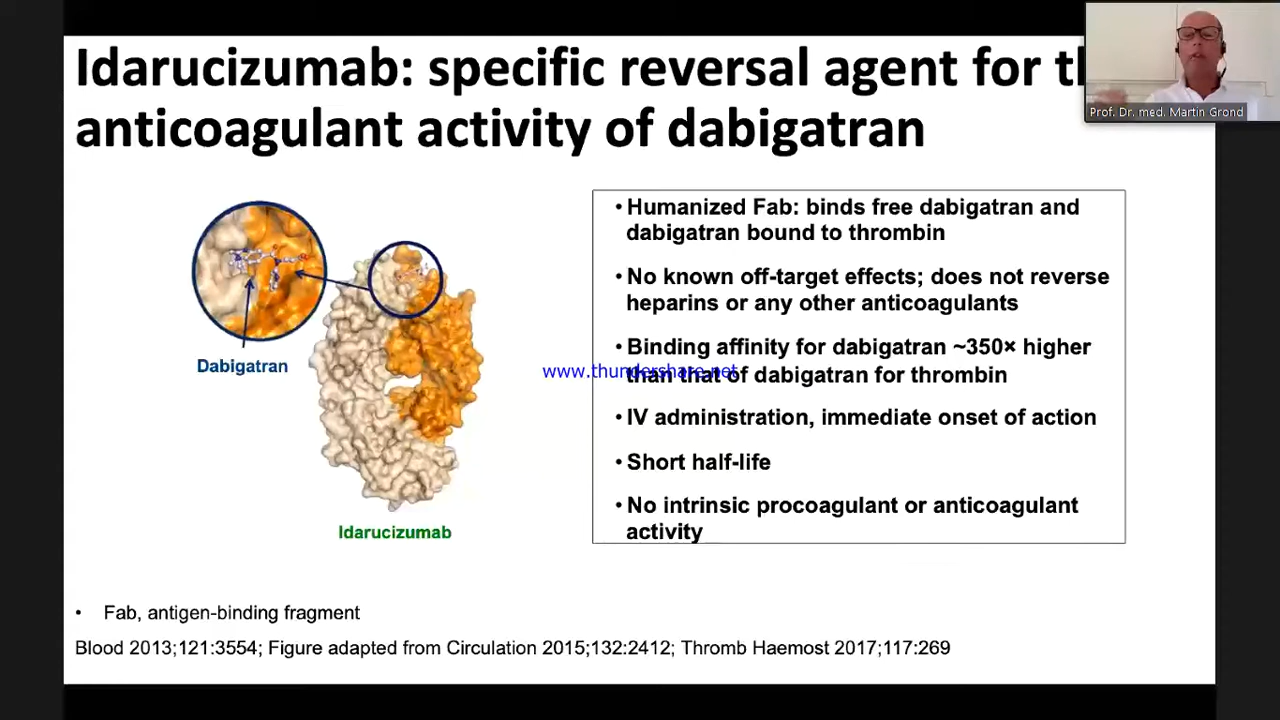 Idarucizumab: specific reversal agent for
anticoagulant activity of dabigatran
Prof. Dr. med. Martin Grond
• Humanized Fab: binds free dabigatran and
dabigatran bound to thrombin
• No known off-target effects; does not reverse
heparins or any other anticoagulants
• Binding affinity for dabigatran ~350× higher
than that of dabigatran for thrombin
www.thundershare.net
• IV administration, immediate onset of action
• Short half-life
• No intrinsic procoagulant or anticoagulant
activity
Dabigatran
Idarucizumab
• Fab, antigen-binding fragment
Blood 2013;121:3554; Figure adapted from Circulation 2015;132:2412; Thromb Haemost 2017;117:269